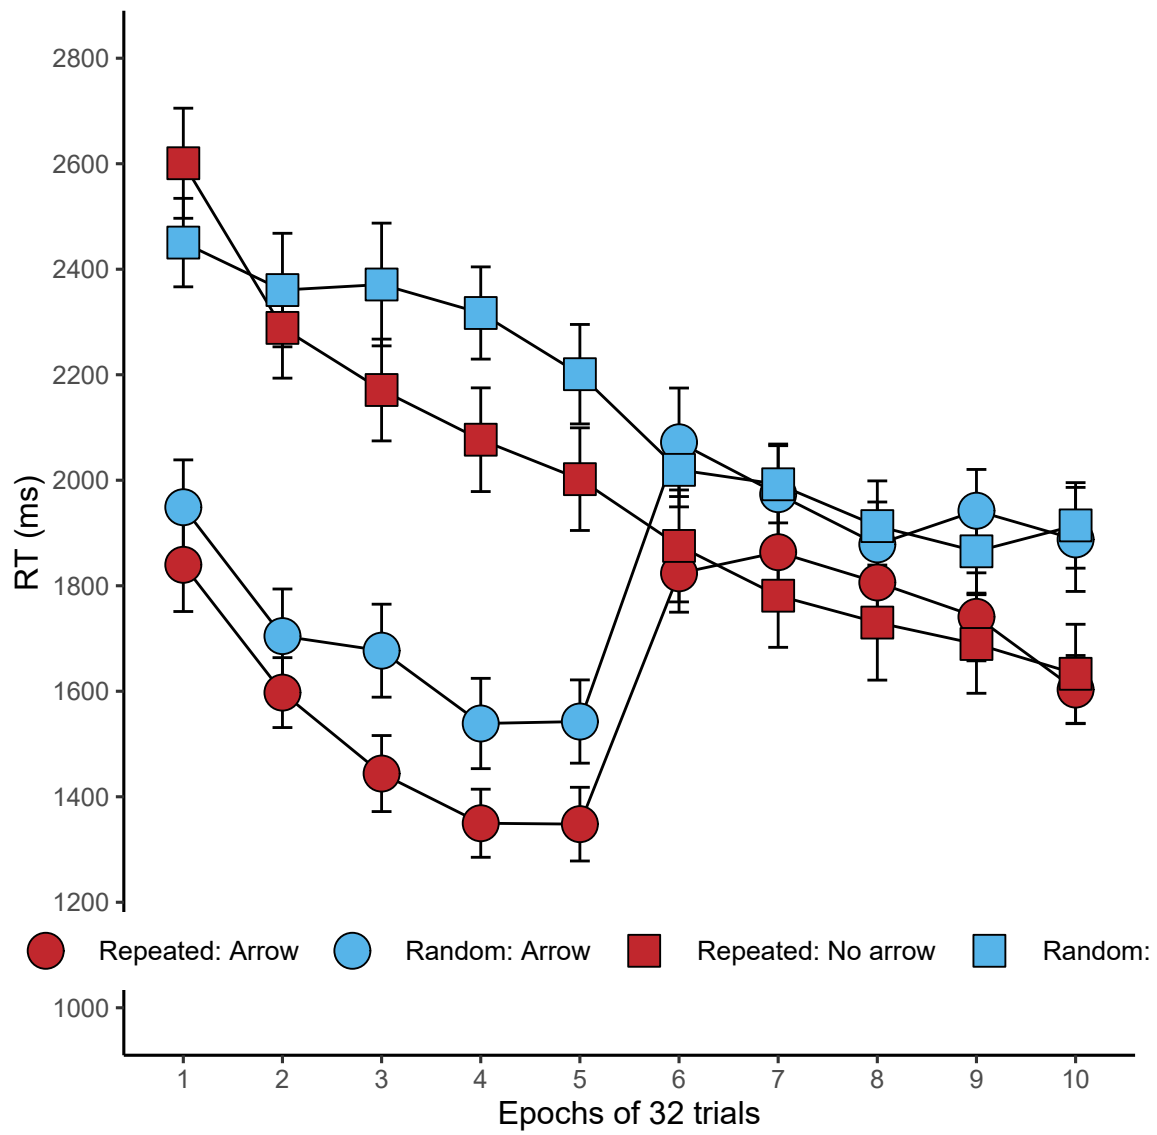 2800
2600
2400
2200
2000
1800
1600
1400
1200
1000
RT (ms)
Repeated: Arrow Random: Arrow Repeated: No arrow Random:
1 2 3 4 5 6 7 8 9 10
Epochs of 32 trials